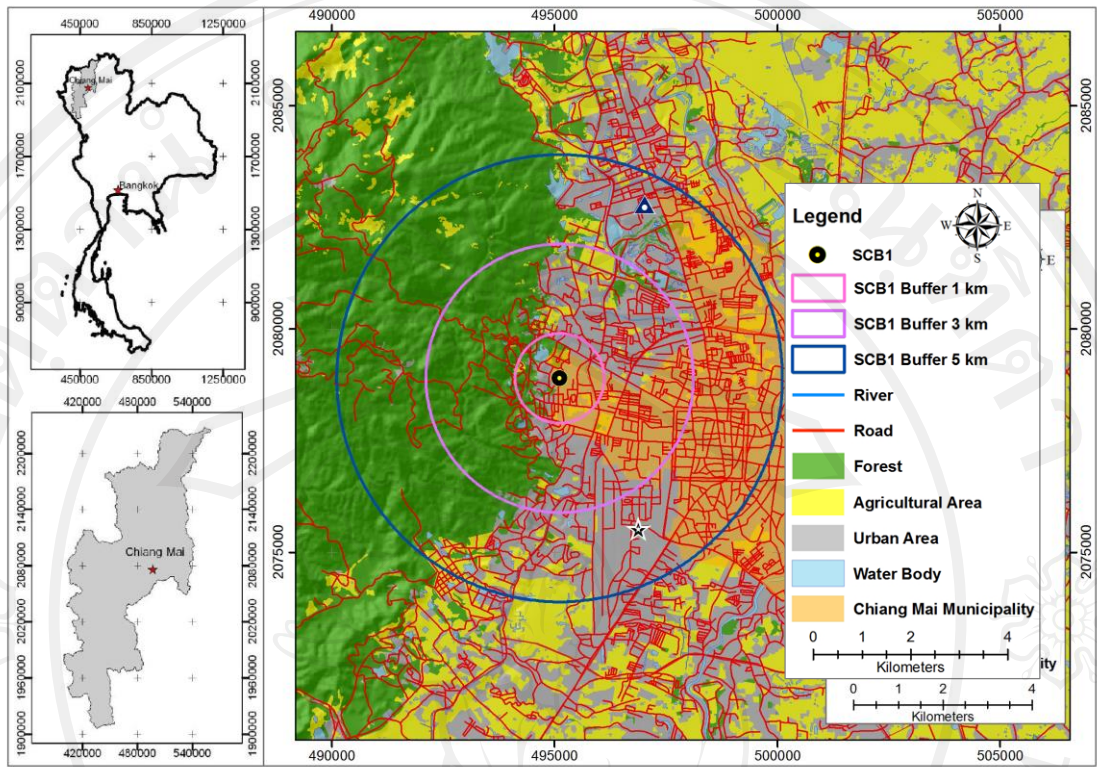 450000 850000 1250000
2100000 2100000
1700000 1700000
1300000 1300000
900000 900000
Chiang Mai
Bangkok
450000 850000 1250000
420000 480000 540000
2200000 2200000
2140000 2140000
2080000 2080000
2020000 2020000
1960000 1960000
1900000 1900000
Chiang Mai
420000 480000 540000
490000 495000 500000 505000
2085000 2085000
2080000 2080000
2075000 2075000
490000 495000 500000 505000
Legend
N
W E
S
E
SCB1
SCB1 Buffer 1 km
SCB1 Buffer 3 km
SCB1 Buffer 5 km
River
Road
Forest
Agricultural Area
Urban Area
Water Body
Chiang Mai Municipality
0 1 2 4
Kilometers
ity
0 1 2 4
Kilometers